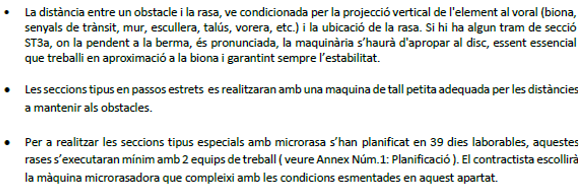 • La distància entre un obstacle i la rasa, ve condicionada per la projecció vertical de l'element al voral (biona,
senyals de trànsit, mur, escullera, talús, vorera, etc.) i la ubicació de la rasa. Si hi ha algun tram de secció
ST3a, on la pendent a la berma, és pronunciada, la maquinària s'haurà d'apropar al disc, essent essencial
que treballi en aproximació a la biona i garantint sempre l'estabilitat.
• Les seccions tipus en passos estrets es realitzaran amb una maquina de tall petita adequada per les distàncies
a mantenir als obstacles.
• Per a realitzar les seccions tipus especials amb microrasa s'han planificat en 39 dies laborables, aquestes
rases s'executaran mínim amb 2 equips de treball ( veure Annex Núm.1: Planificació ). El contractista escollirà
la màquina microrasadora que compleixi amb les condicions esmentades en aquest apartat.